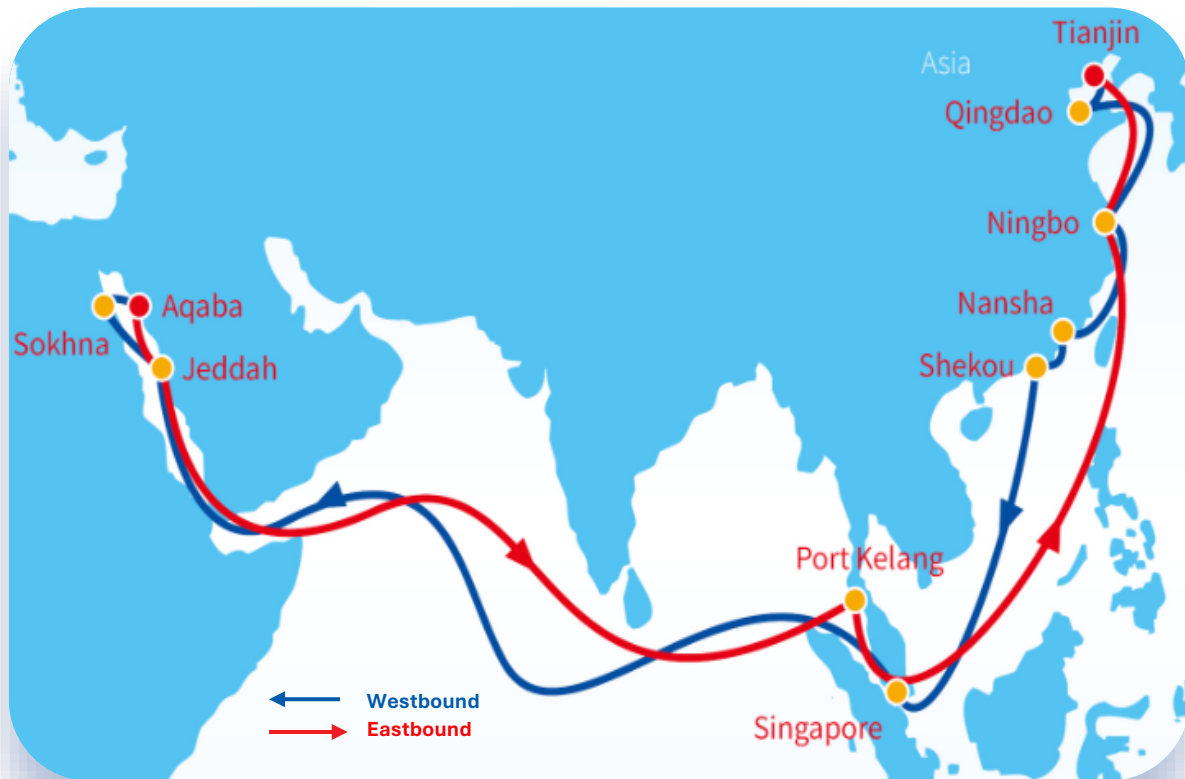 Tianjin
Asia
Qingdao
Ningbo
Nansha
Aqaba
Sokhna
Shekou
Jeddah
Port Kelang
Westbound
Eastbound
Singapore